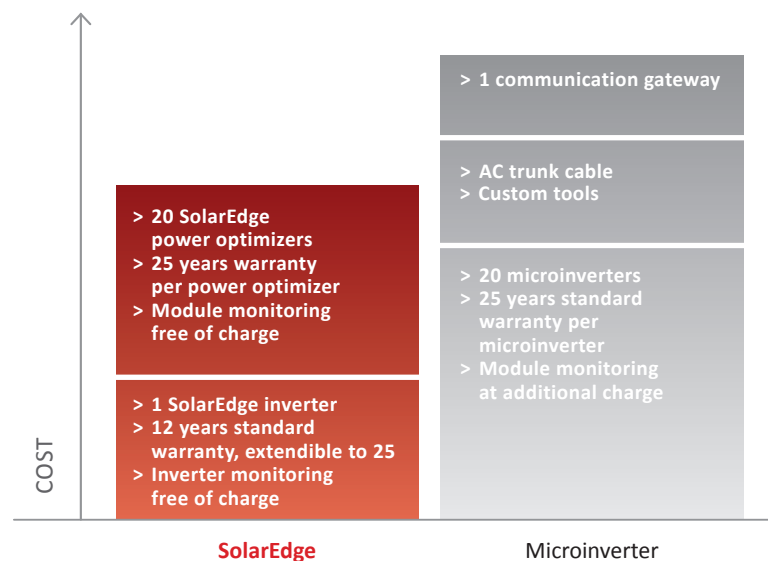 > 1 communication gateway
> AC trunk cable
> Custom tools
> 20 SolarEdge
power optimizers
> 25 years warranty
per power optimizer
> Module monitoring
free of charge
> 20 microinverters
> 25 years standard
warranty per
microinverter
> Module monitoring
at additional charge
> 1 SolarEdge inverter
> 12 years standard
warranty, extendible to 25
> Inverter monitoring
free of charge
COST
SolarEdge
Microinverter